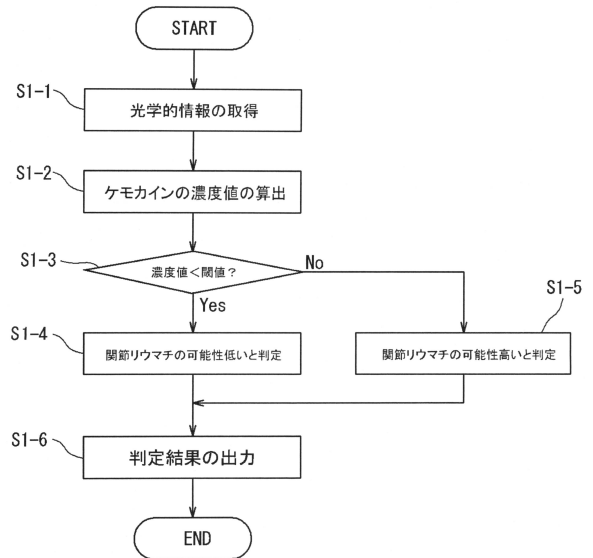 START
S1-1
光学的情報の取得
S1-2
ケモカインの濃度値の算出
S1-3
濃度値<閾値?
No
Yes
S1-4
関節リウマチの可能性低いと判定
S1-5
関節リウマチの可能性高いと判定
S1-6
判定結果の出力
END